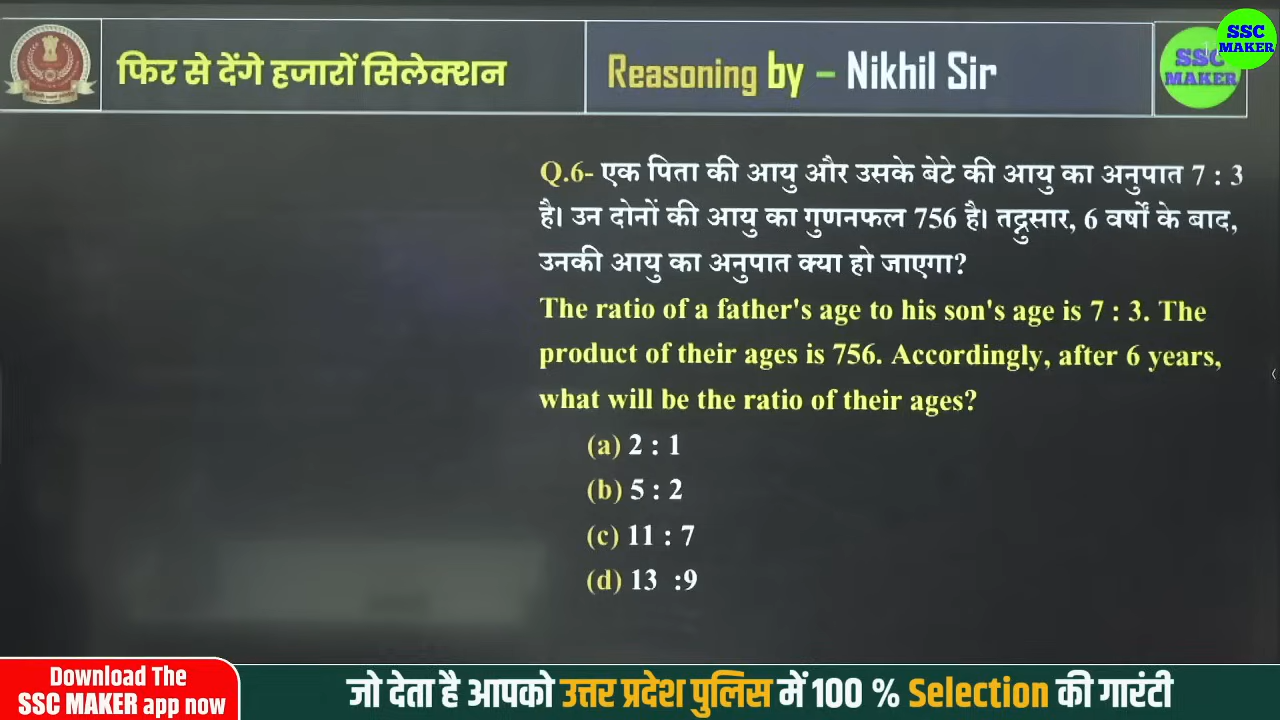 फिर से देंगे हजारों सिलेक्शन
Reasoning by – Nikhil Sir
SSC
MAKER
SSC
MAKER
Q.6- एक पिता की आयु और उसके बेटे की आयु का अनुपात 7 : 3
है। उन दोनों की आयु का गुणनफल 756 है। तद्नुसार, 6 वर्षों के बाद,
उनकी आयु का अनुपात क्या हो जाएगा?
The ratio of a father's age to his son's age is 7 : 3. The
product of their ages is 756. Accordingly, after 6 years,
what will be the ratio of their ages?
(a) 2 : 1
(b) 5 : 2
(c) 11 : 7
(d) 13 :9
Download The
SSC MAKER app now
जो देता है आपको उत्तर प्रदेश पुलिस में 100 % Selection की गारंटी